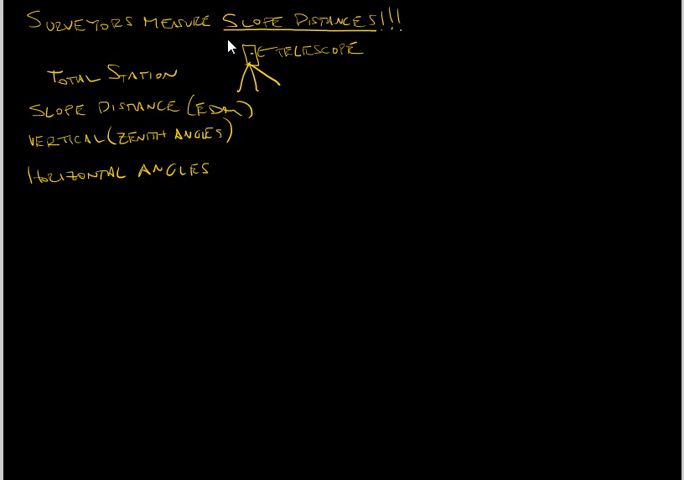 SURVEYORS MEASURE SLOPE DISTANCES!!!
TELESCOPE
TOTAL STATION
SLOPE DISTANCE (EDM)
VERTICAL (ZENITH ANGLES)
HORIZONTAL ANGLES